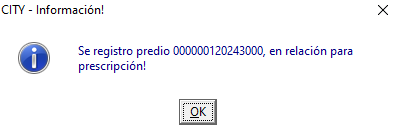 CITY - Información!
Se registro predio 000000120243000, en relación para
prescripción!
OK